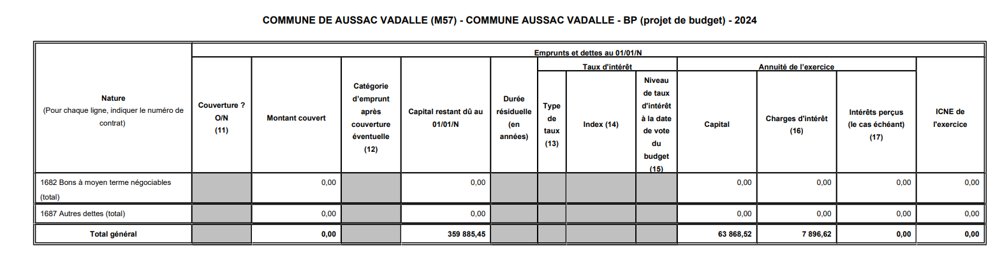 COMMUNE DE AUSSAC VADALLE (M57) - COMMUNE AUSSAC VADALLE - BP (projet de budget) - 2024
Emprunts et dettes au 01/01/N
Nature
(Pour chaque ligne, indiquer le numéro de
contrat)
Couverture ?
O/N
(11)
Montant couvert
Catégorie
d'emprunt
après
couverture
éventuelle
(12)
Capital restant dû au
01/01/N
Durée
résiduelle
(en
années)
Taux d'intérêt
Type
de
taux
(13)
Index (14)
Niveau
de taux
d'intérêt
à la date
de vote
du
budget
(15)
Annuité de l'exercice
Capital
Charges d'intérêt
(16)
Intérêts perçus
(le cas échéant)
(17)
ICNE de
l'exercice
1682 Bons à moyen terme négociables
(total)
0,00 0,00 0,00 0,00 0,00 0,00
1687 Autres dettes (total) 0,00 0,00 0,00 0,00 0,00 0,00
Total général 0,00 359 885,45 63 868,52 7 896,62 0,00 0,00